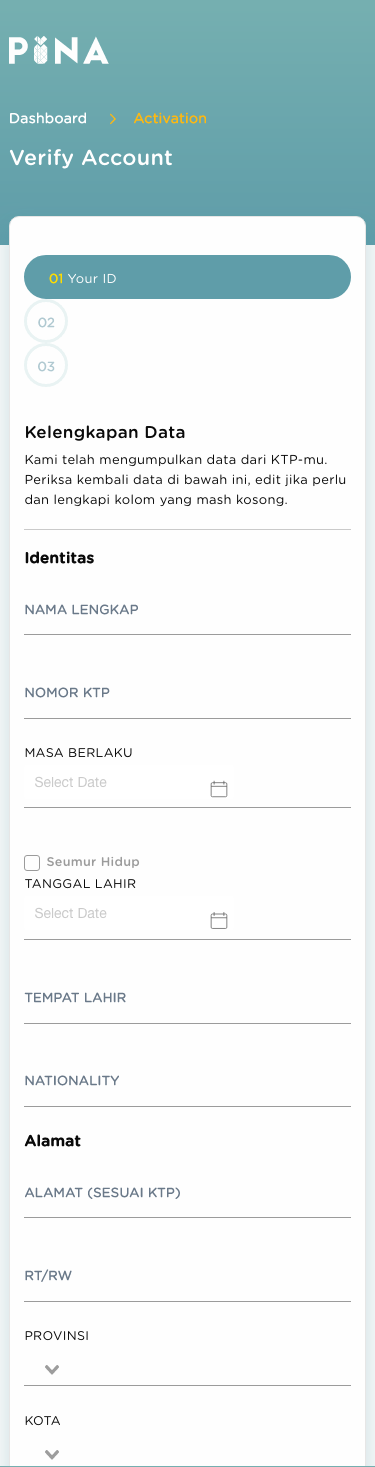 PINA
Dashboard > Activation
Verify Account
01 Your ID
02
03
Kelengkapan Data
Kami telah mengumpulkan data dari KTP-mu.
Periksa kembali data di bawah ini, edit jika perlu
dan lengkapi kolom yang mash kosong.
Identitas
NAMA LENGKAP
NOMOR KTP
MASA BERLAKU
Select Date
Seumur Hidup
TANGGAL LAHIR
Select Date
TEMPAT LAHIR
NATIONALITY
Alamat
ALAMAT (SESUAI KTP)
RT/RW
PROVINSI
KOTA